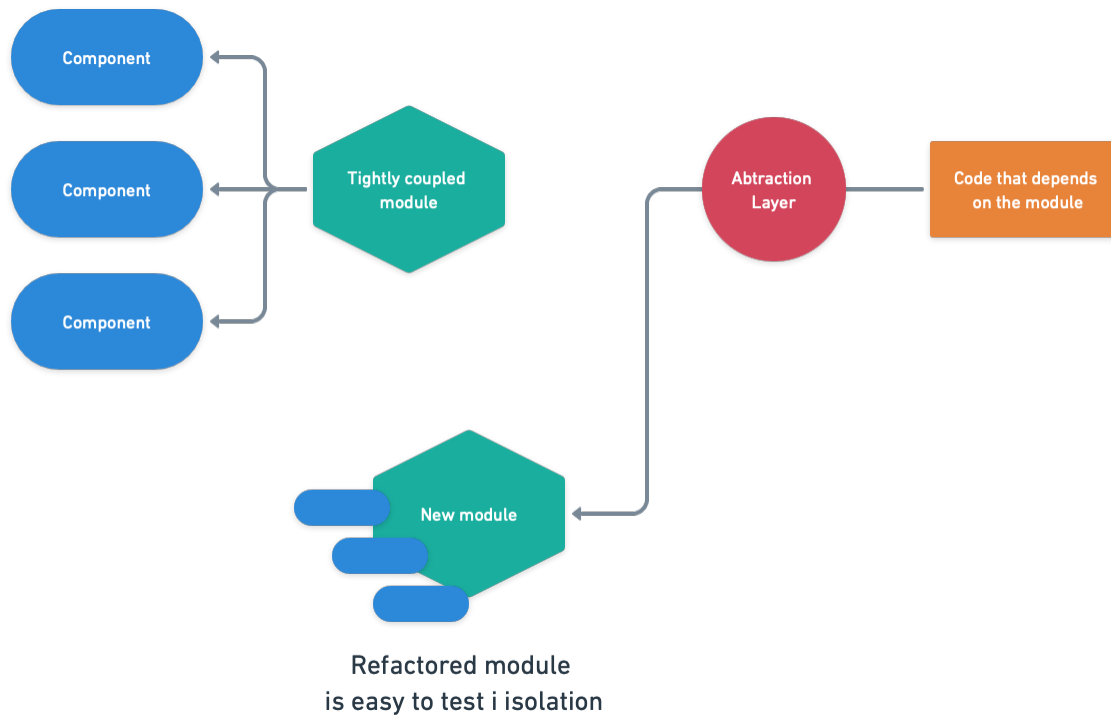 Component
Component
Component
Tightly coupled
module
Abtraction
Layer
Code that depends
on the module
New module
Refactored module
is easy to test i isolation